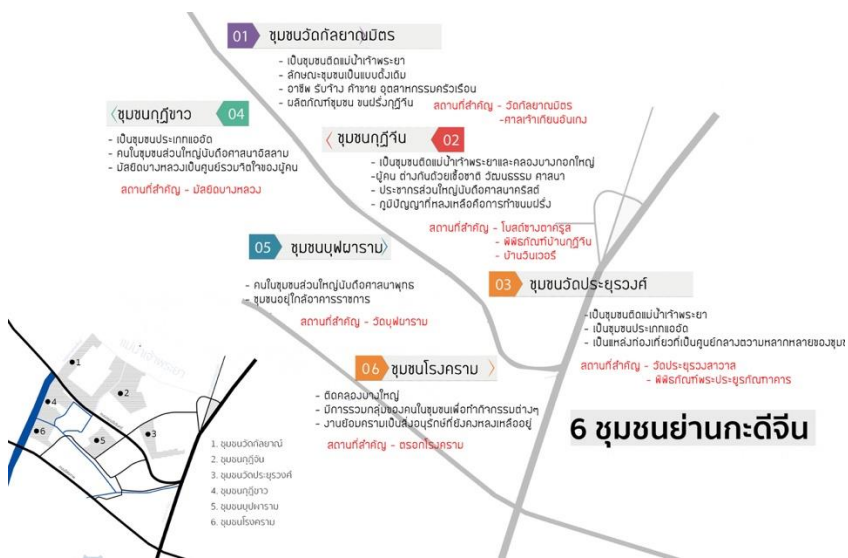 01 ชุมชนวัดกัลยาณมิตร
- เป็นชุมชนติดแม่น้ำเจ้าพระยา
- ลักษณะชุมชนเป็นแบบดั้งเดิม
- อาชีพ รับจ้าง ค้าขาย อุตสาหกรรมครัวเรือน
- ผลิตภัณฑ์ชุมชน ขนมฝรั่งกุฎีจีน
สถานที่สำคัญ - วัดกัลยาณมิตร
-ศาลเจ้าเกียนอันเกง
ชุมชนกุฎีขาว 04
- เป็นชุมชนประเภทแออัด
- คนในชุมชนส่วนใหญ่นับถือศาสนาอิสลาม
- มัสยิดบางหลวงเป็นศูนย์รวมจิตใจของผู้คน
สถานที่สำคัญ - มัสยิดบางหลวง
ชุมชนกุฎีจีน 02
- เป็นชุมชนติดแม่น้ำเจ้าพระยาและคลองบางกอกใหญ่
-ผู้คน ต่างกันด้วยเชื้อชาติ วัฒนธรรม ศาสนา
- ประชากรส่วนใหญ่นับถือศาสนาคริสต์
- ภูมิปัญญาที่หลงเหลือคือการทำขนมฝรั่ง
สถานที่สำคัญ - โบสถ์ซางตาครู้ส
- พิพิธภัณฑ์บ้านกุฎีจีน
- บ้านวินเซอร์
05 ชุมชนบุฟผาราม
- คนในชุมชนส่วนใหญ่นับถือศาสนาพุทธ
- ชุมชนอยู่ใกล้อาคารราชการ
สถานที่สำคัญ - วัดบุฟผาราม
03 ชุมชนวัดประยุรวงศ์
-เป็นชุมชนติดแม่น้ำเจ้าพระยา
- เป็นชุมชนประเภทแออัด
- เป็นแหล่งท่องเที่ยวที่เป็นศูนย์กลางความหลากหลายของชุมช
สถานที่สำคัญ - วัดประยุรวงสาวาส
- พิพิธภัณฑ์พระประยูรภัณฑาคาร
06 ชุมชนโรงคราม
- ติดคลองบางใหญ่
- มีการรวมกลุ่มของคนในชุมชนเพื่อทำกิจกรรมต่างๆ
- งานย้อมครามเป็นสิ่งอนุรักษ์ที่ยังคงหลงเหลืออยู่
สถานที่สำคัญ - ตรอกโรงคราม
6 ชุมชนย่านกะดีจีน
แม่น้ำเจ้าพระยา
1
2
3
4
5
6
1. ชุมชนวัดกัลยาณ์
2. ชุมชนกุฎีจีน
3. ชุมชนวัดประยุรวงศ์
4. ชุมชนกุฎีขาว
5. ชุมชนบุปผาราม
6. ชุมชนโรงคราม